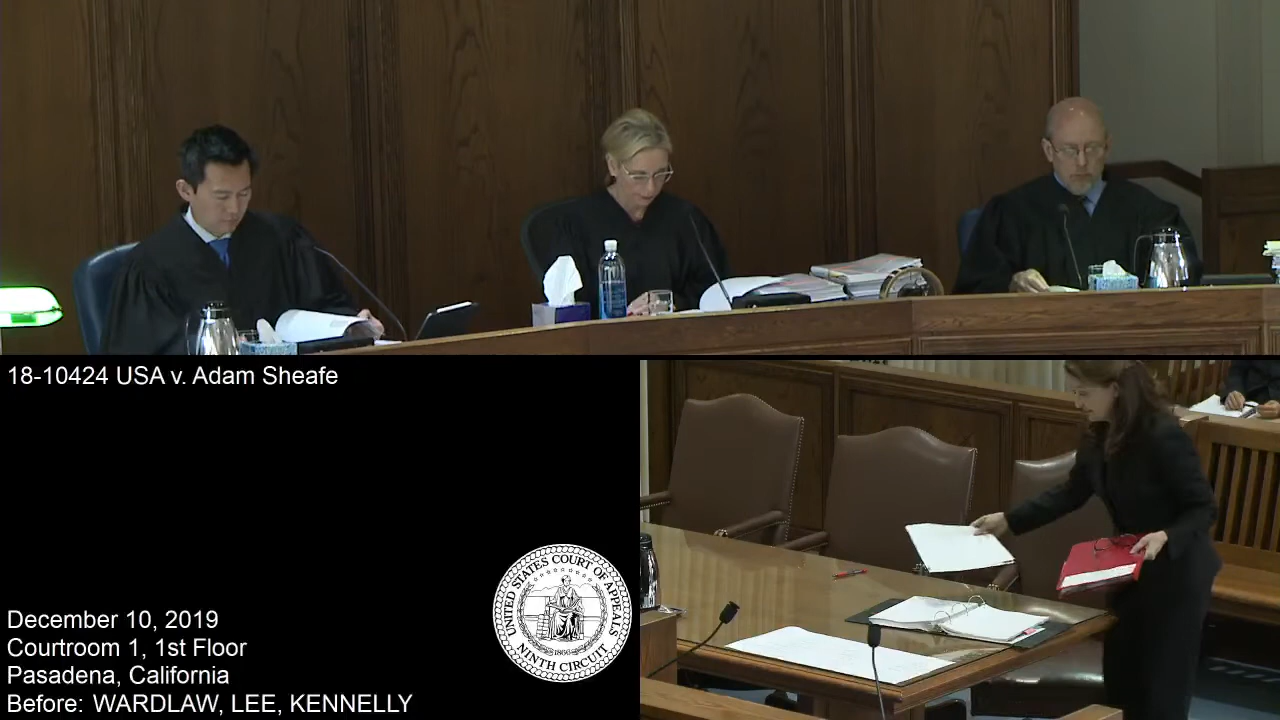 18-10424 USA v. Adam Sheafe
UNITED STATES COURT OF APPEALS
1866
NINTH CIRCUIT
December 10, 2019
Courtroom 1, 1st Floor
Pasadena, California
Before: WARDLAW, LEE, KENNELLY